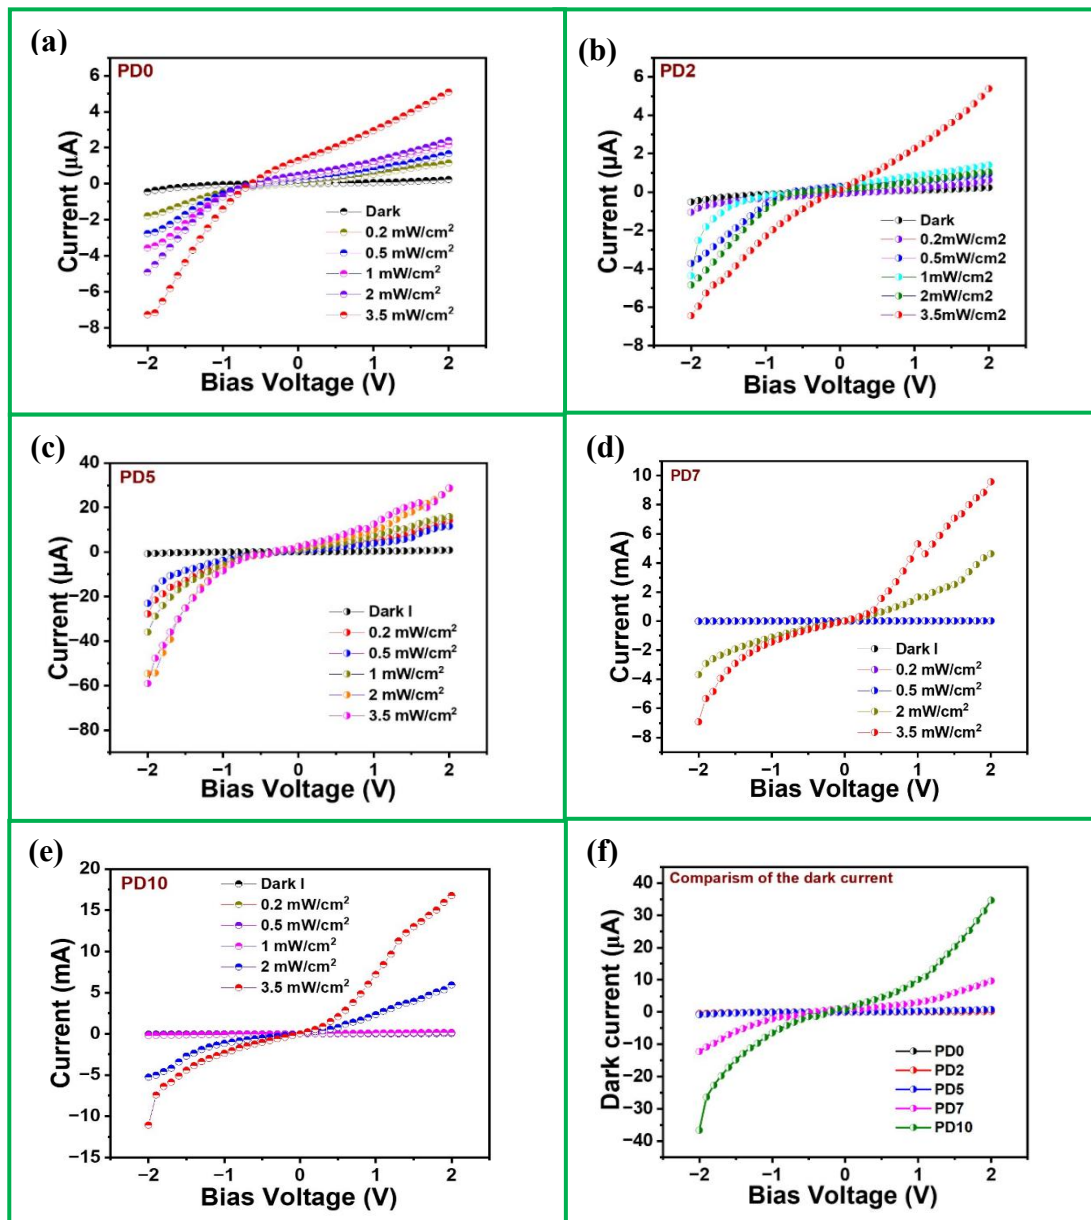 (a)
PD0
6
4
2
0
−2
−4
−6
−8
Current (μA)
Dark
0.2 mW/cm²
0.5 mW/cm²
1 mW/cm²
2 mW/cm²
3.5 mW/cm²
−2 −1 0 1 2
Bias Voltage (V)
(b)
PD2
6
4
2
0
−2
−4
−6
−8
Current (μA)
Dark
0.2mW/cm2
0.5mW/cm2
1mW/cm2
2mW/cm2
3.5mW/cm2
−2 −1 0 1 2
Bias Voltage (V)
(c)
PD5
40
20
0
−20
−40
−60
−80
Current (μA)
Dark I
0.2 mW/cm²
0.5 mW/cm²
1 mW/cm²
2 mW/cm²
3.5 mW/cm²
−2 −1 0 1 2
Bias Voltage (V)
(d)
PD7
10
8
6
4
2
0
−2
−4
−6
−8
Current (mA)
Dark I
0.2 mW/cm²
0.5 mW/cm²
2 mW/cm²
3.5 mW/cm²
−2 −1 0 1 2
Bias Voltage (V)
(e)
PD10
20
15
10
5
0
−5
−10
−15
Current (mA)
Dark I
0.2 mW/cm²
0.5 mW/cm²
1 mW/cm²
2 mW/cm²
3.5 mW/cm²
−2 −1 0 1 2
Bias Voltage (V)
(f)
Comparism of the dark current
40
30
20
10
0
−10
−20
−30
−40
Dark current (μA)
PD0
PD2
PD5
PD7
PD10
−2 −1 0 1 2
Bias Voltage (V)